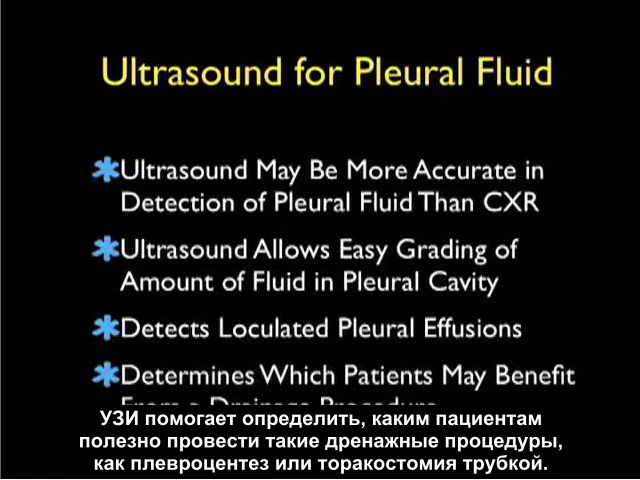 Ultrasound for Pleural Fluid
Ultrasound May Be More Accurate in
Detection of Pleural Fluid Than CXR
Ultrasound Allows Easy Grading of
Amount of Fluid in Pleural Cavity
Detects Loculated Pleural Effusions
Determines Which Patients May Benefit
From a Drainage Procedure
УЗИ помогает определить, каким пациентам
полезно провести такие дренажные процедуры,
как плевроцентез или торакостомия трубкой.